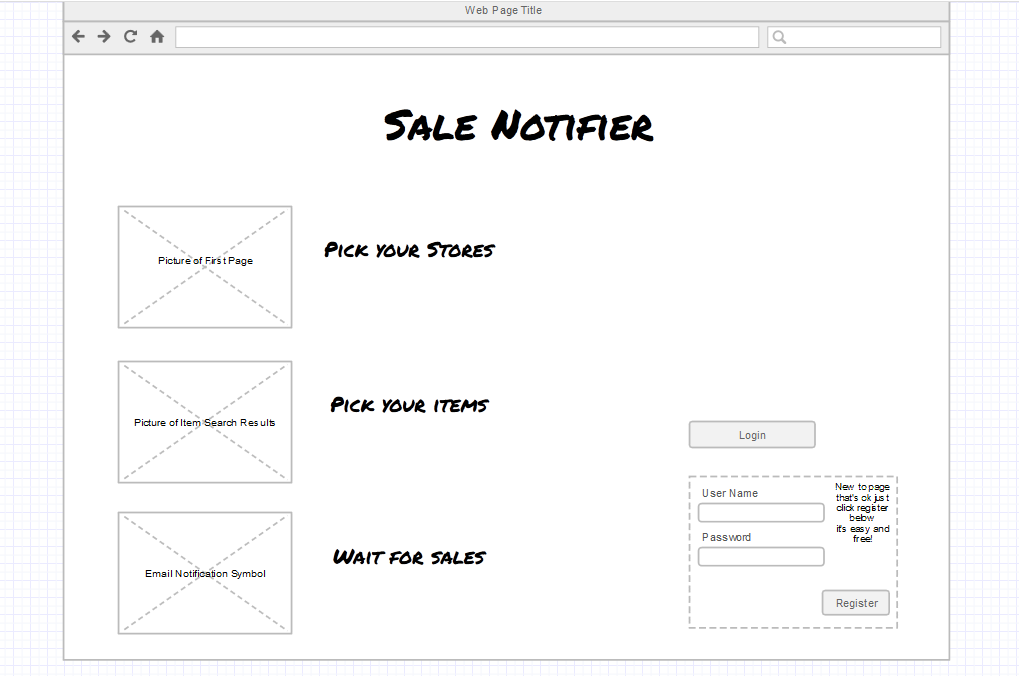 Web Page Title
Sale Notifier
Picture of First Page
Pick your Stores
Picture of Item Search Results
Pick your items
Email Notification Symbol
Wait for sales
Login
User Name
Password
New to page
that's ok just
click register
below
it's easy and
free!
Register